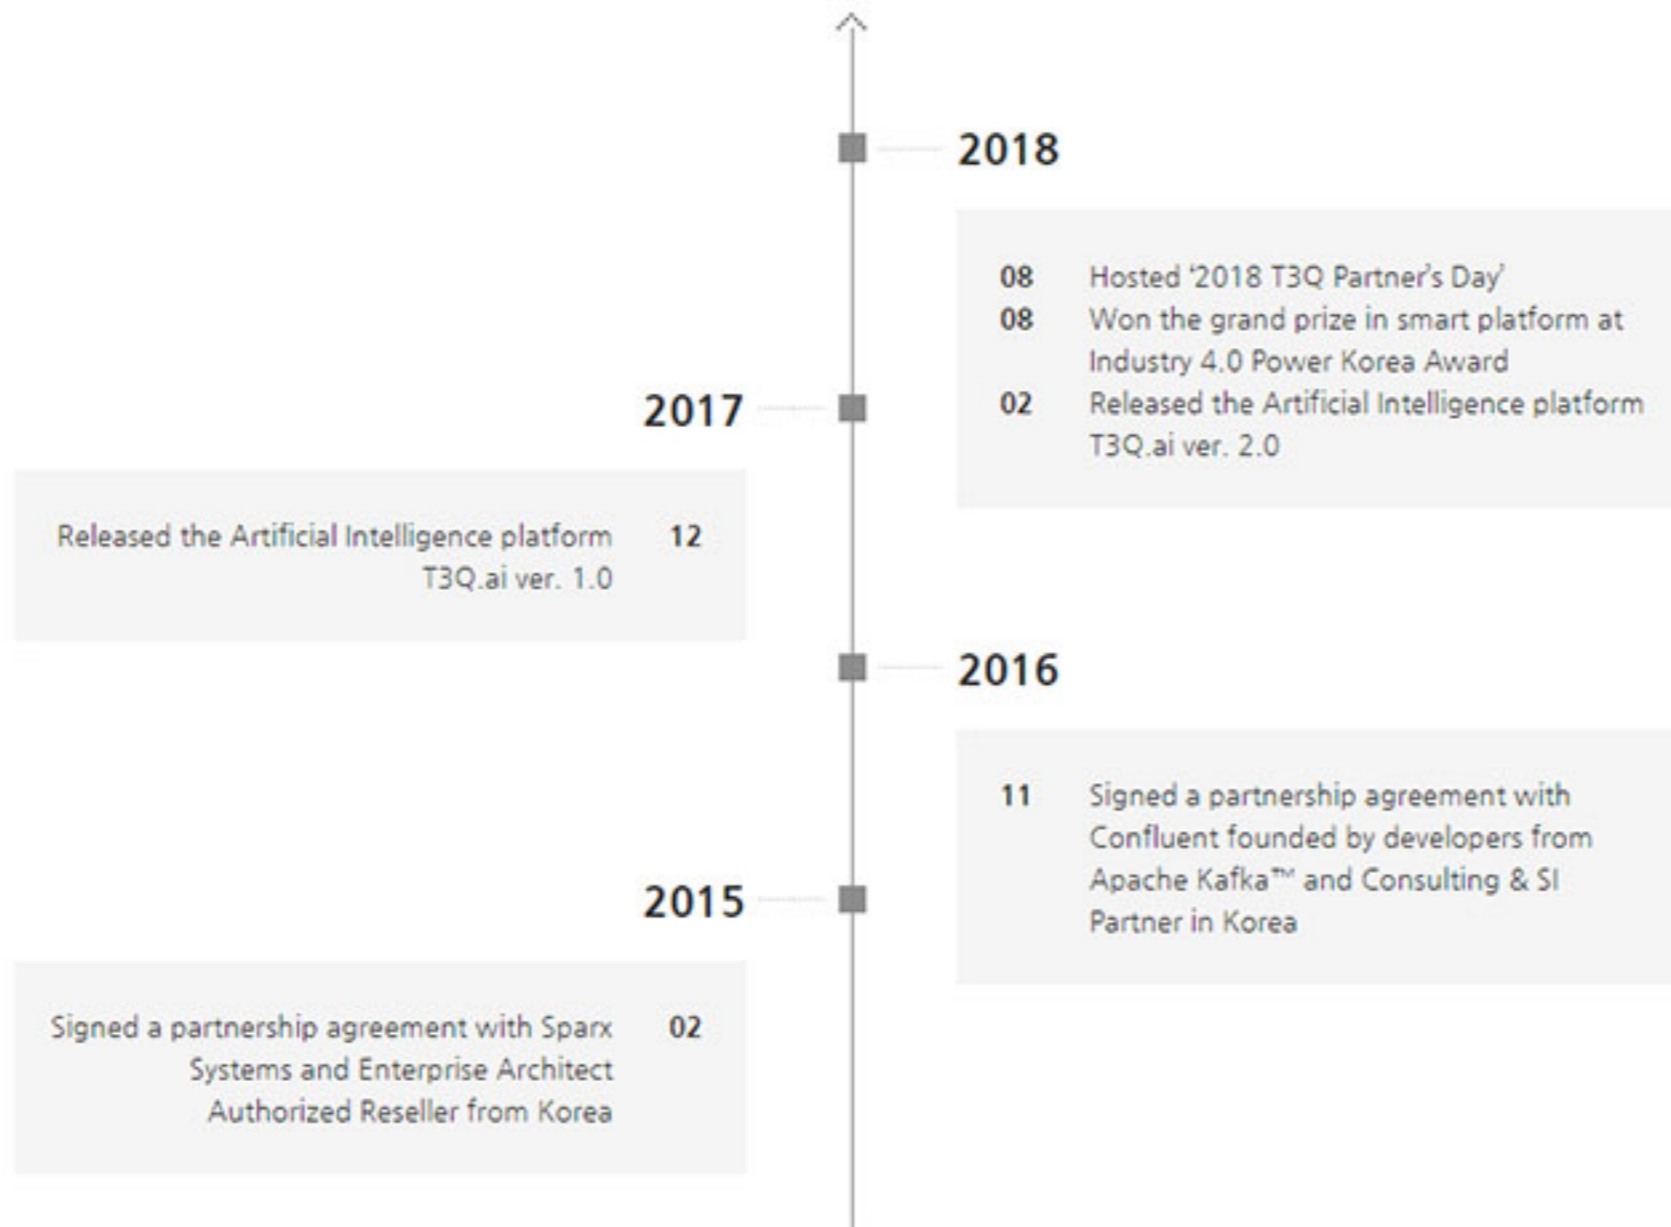 2018
08 Hosted ‘2018 T3Q Partner’s Day’
08 Won the grand prize in smart platform at
Industry 4.0 Power Korea Award
02 Released the Artificial Intelligence platform
T3Q.ai ver. 2.0
2017
Released the Artificial Intelligence platform 12
T3Q.ai ver. 1.0
2016
11 Signed a partnership agreement with
Confluent founded by developers from
Apache Kafka™ and Consulting & SI
Partner in Korea
2015
Signed a partnership agreement with Sparx 02
Systems and Enterprise Architect
Authorized Reseller from Korea